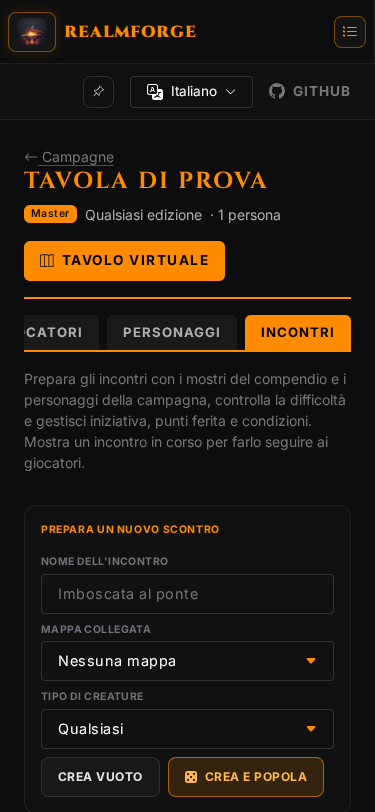 REALMFORGE
Italiano
GITHUB
Campagne
TAVOLA DI PROVA
Master Qualsiasi edizione · 1 persona
TAVOLO VIRTUALE
OCATORI PERSONAGGI INCONTRI
Prepara gli incontri con i mostri del compendio e i
personaggi della campagna, controlla la difficoltà
e gestisci iniziativa, punti ferita e condizioni.
Mostra un incontro in corso per farlo seguire ai
giocatori.
PREPARA UN NUOVO SCONTRO
NOME DELL'INCONTRO
Imboscata al ponte
MAPPA COLLEGATA
Nessuna mappa
TIPO DI CREATURE
Qualsiasi
CREA VUOTO CREA E POPOLA